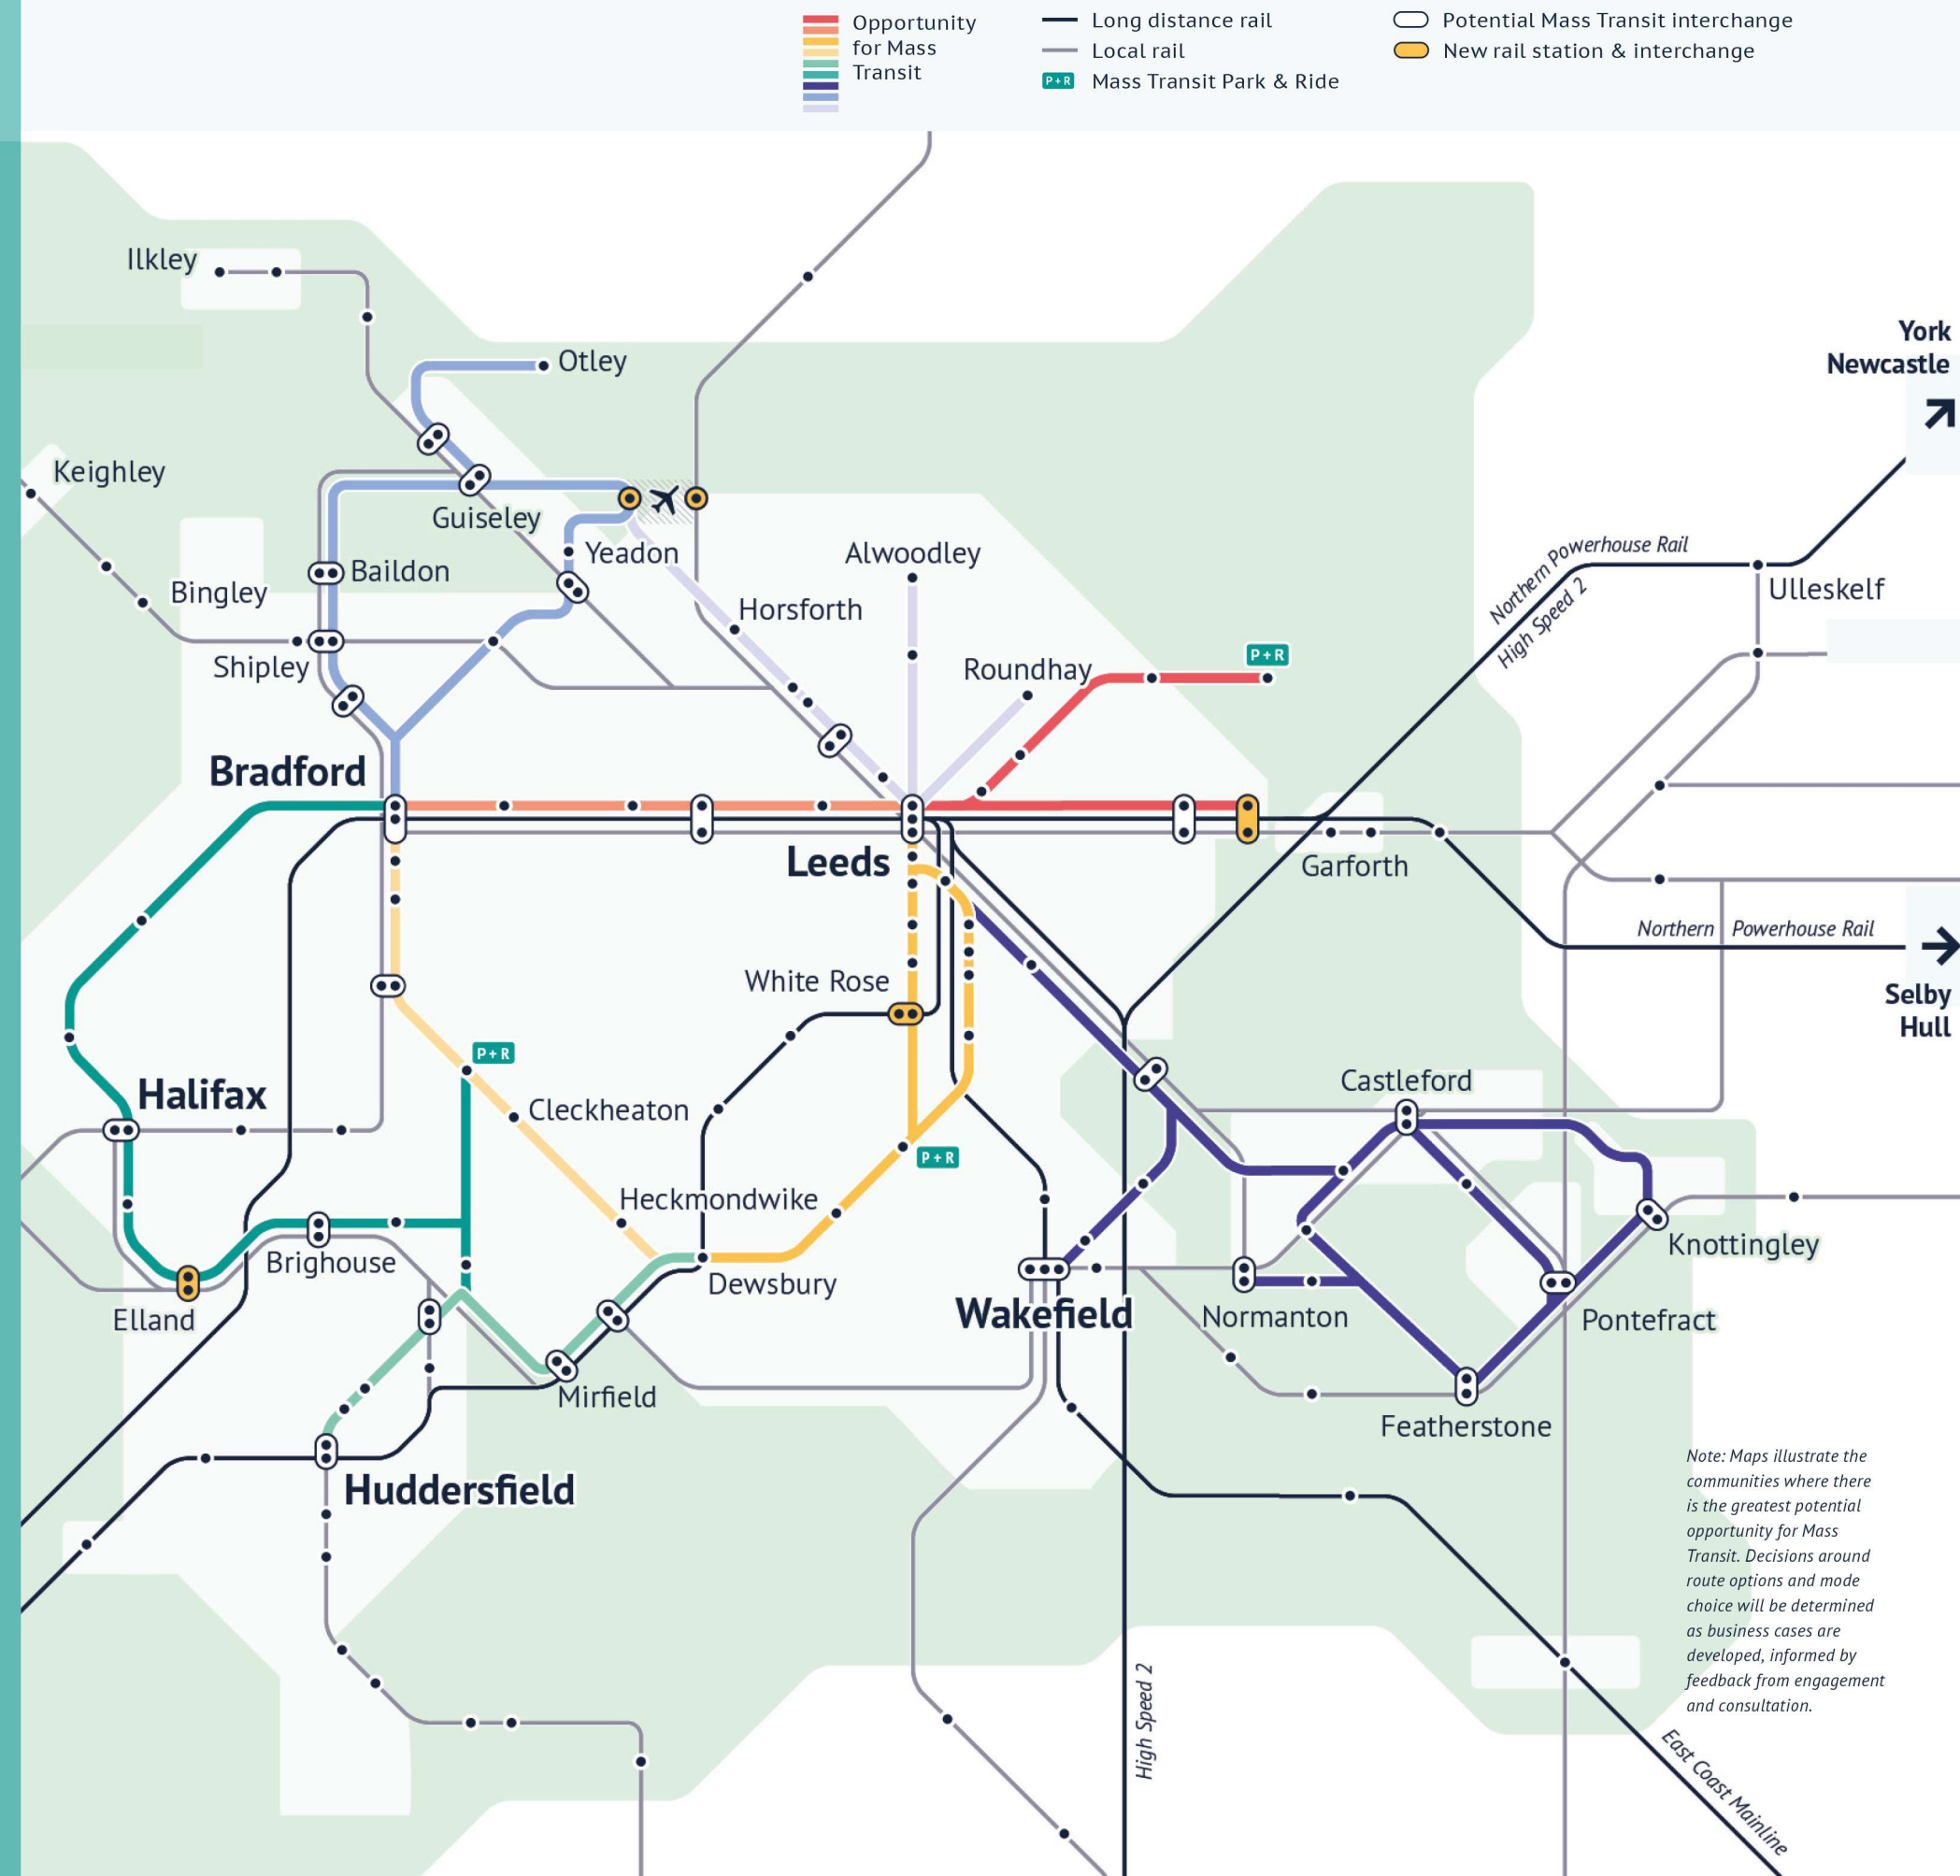 Opportunity
for Mass
Transit
Long distance rail
Local rail
P+R Mass Transit Park & Ride
Potential Mass Transit interchange
New rail station & interchange
Ilkley
York
Newcastle
Otley
Keighley
Guiseley
Northern Powerhouse Rail
High Speed 2
Yeadon
Alwoodley
Baildon
Bingley
Ulleskelf
Horsforth
P+R
Shipley
Roundhay
Bradford
Leeds
Garforth
Northern Powerhouse Rail
White Rose
Selby
Hull
P+R
Halifax
Castleford
Cleckheaton
P+R
Heckmondwike
Knottingley
Brighouse
Dewsbury
Elland
Wakefield
Normanton
Pontefract
Mirfield
Featherstone
Huddersfield
Note: Maps illustrate the
communities where there
is the greatest potential
opportunity for Mass
Transit. Decisions around
route options and mode
choice will be determined
as business cases are
developed, informed by
feedback from engagement
and consultation.
High Speed 2
East Coast Mainline